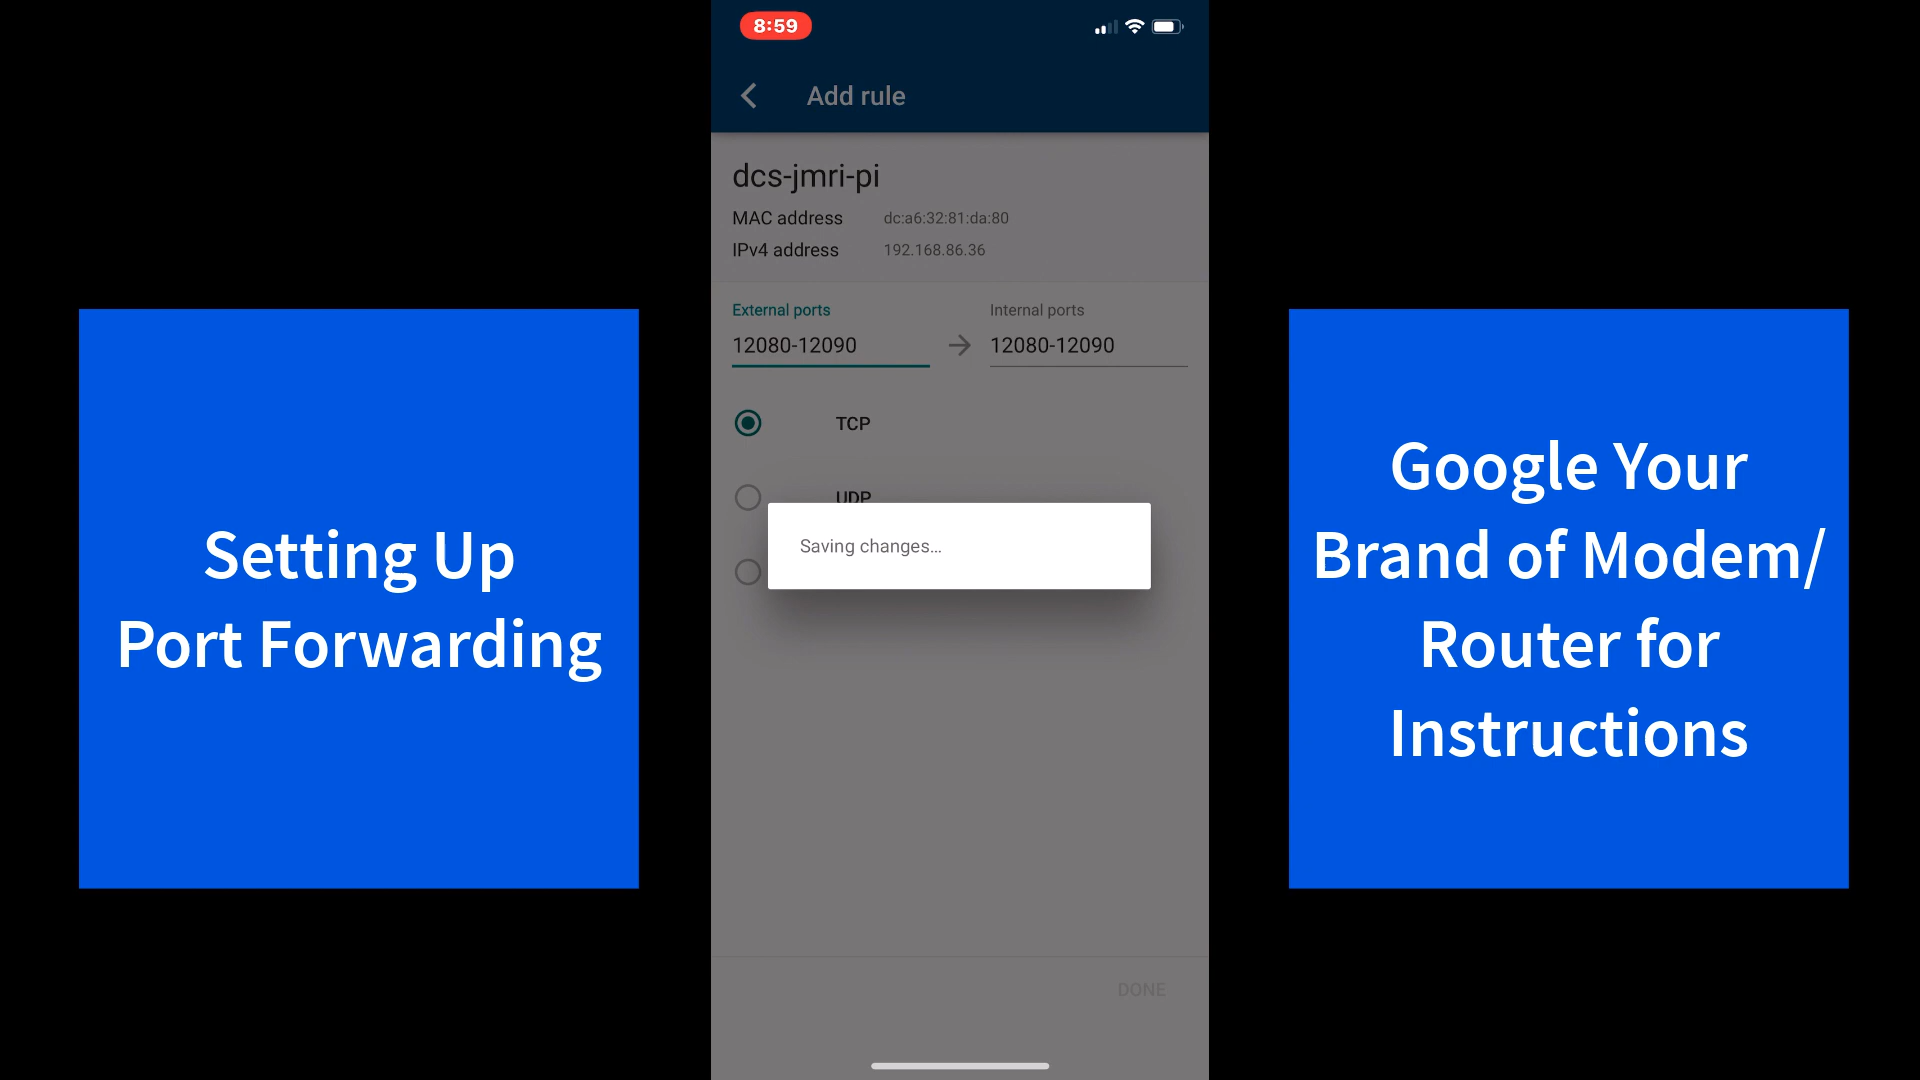 8:59
Add rule
dcs-jmri-pi
MAC address dc:a6:32:81:da:80
IPv4 address 192.168.86.36
External ports Internal ports
12080-12090 12080-12090
TCP
UDP
Saving changes...
DONE
Setting Up
Port Forwarding
Google Your
Brand of Modem/
Router for
Instructions